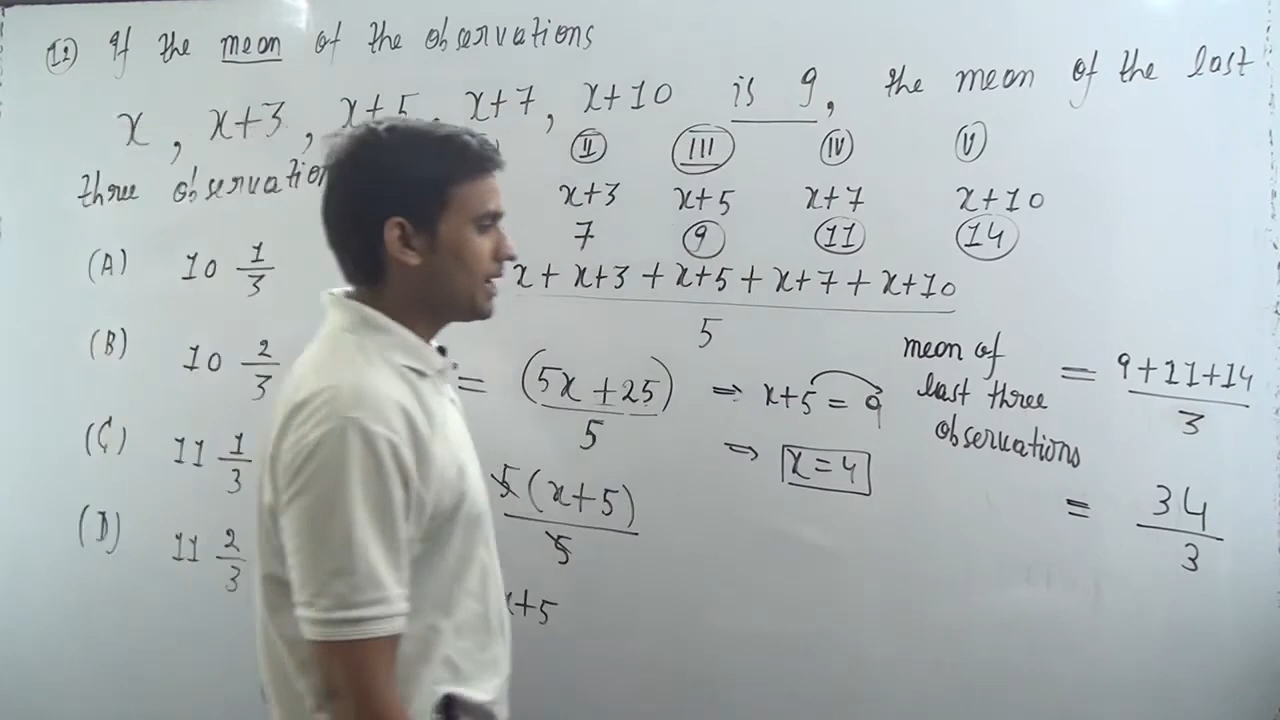 12 If the mean of the observations
x, x+3, x+5, x+7, x+10 is 9, the mean of the last
three observation
II III IV V
x+3 x+5 x+7 x+10
7 9 11 14
(A) 10 1/3
(B) 10 2/3
(C) 11 1/3
(D) 11 2/3
x + x+3 + x+5 + x+7 + x+10
5
= (5x+25)
5
5(x+5)
5
x+5
⇒ x+5 = 9
⇒ x=4
mean of
last three
observations
= 9+11+14
3
= 34
3